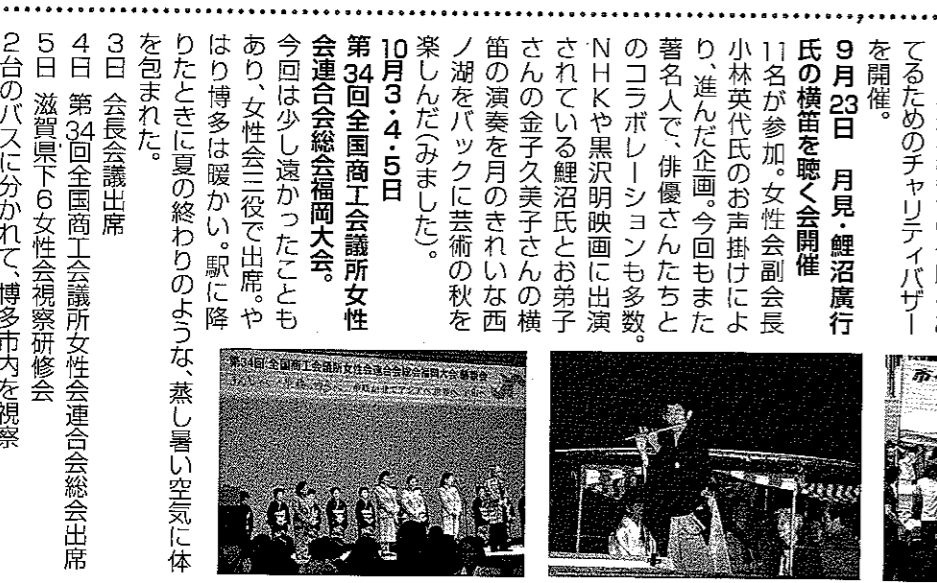 てるためのチャリティバザー
を開催。
９月23日　月見・鯉沼廣行
氏の横笛を聴く会開催
11名が参加。女性会副会長
小林英代氏のお声掛けによ
り、進んだ企画。今回もまた
著名人で、俳優さんたちと
のコラボレーションも多数。
ＮＨＫや黒沢明映画に出演
されている鯉沼氏とお弟子
さんの金子久美子さんの横
笛の演奏を月のきれいな西
ノ湖をバックに芸術の秋を
楽しんだ（みました）。
10月３・４・５日
第34回全国商工会議所女性
会連合会総会福岡大会。
今回は少し遠かったことも
あり、女性会三役で出席。や
はり博多は暖かい。駅に降
りたときに夏の終わりのような、蒸し暑い空気に体
を包まれた。
３日　会長会議出席
４日　第34回全国商工会議所女性会連合会総会出席
５日　滋賀県下６女性会視察研修会
２台のバスに分かれて、博多市内を視察
第34回 全国商工会議所女性会連合会総会福岡大会 懇親会